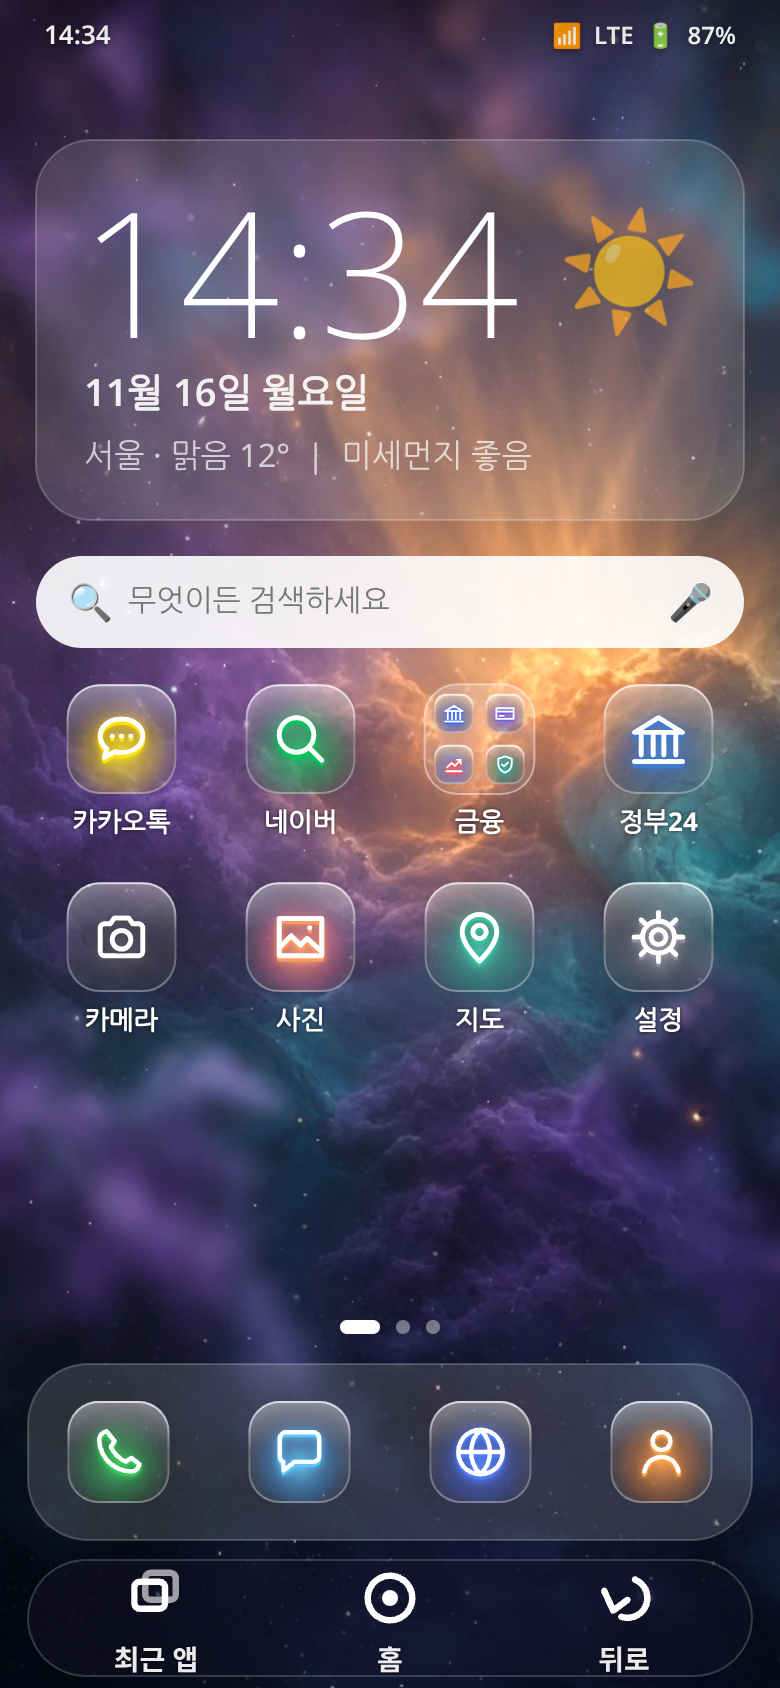 14:34
LTE 87%
14:34
11월 16일 월요일
서울 · 맑음 12° | 미세먼지 좋음
무엇이든 검색하세요
카카오톡 네이버 금융 정부24
카메라 사진 지도 설정
최근 앱 홈 뒤로